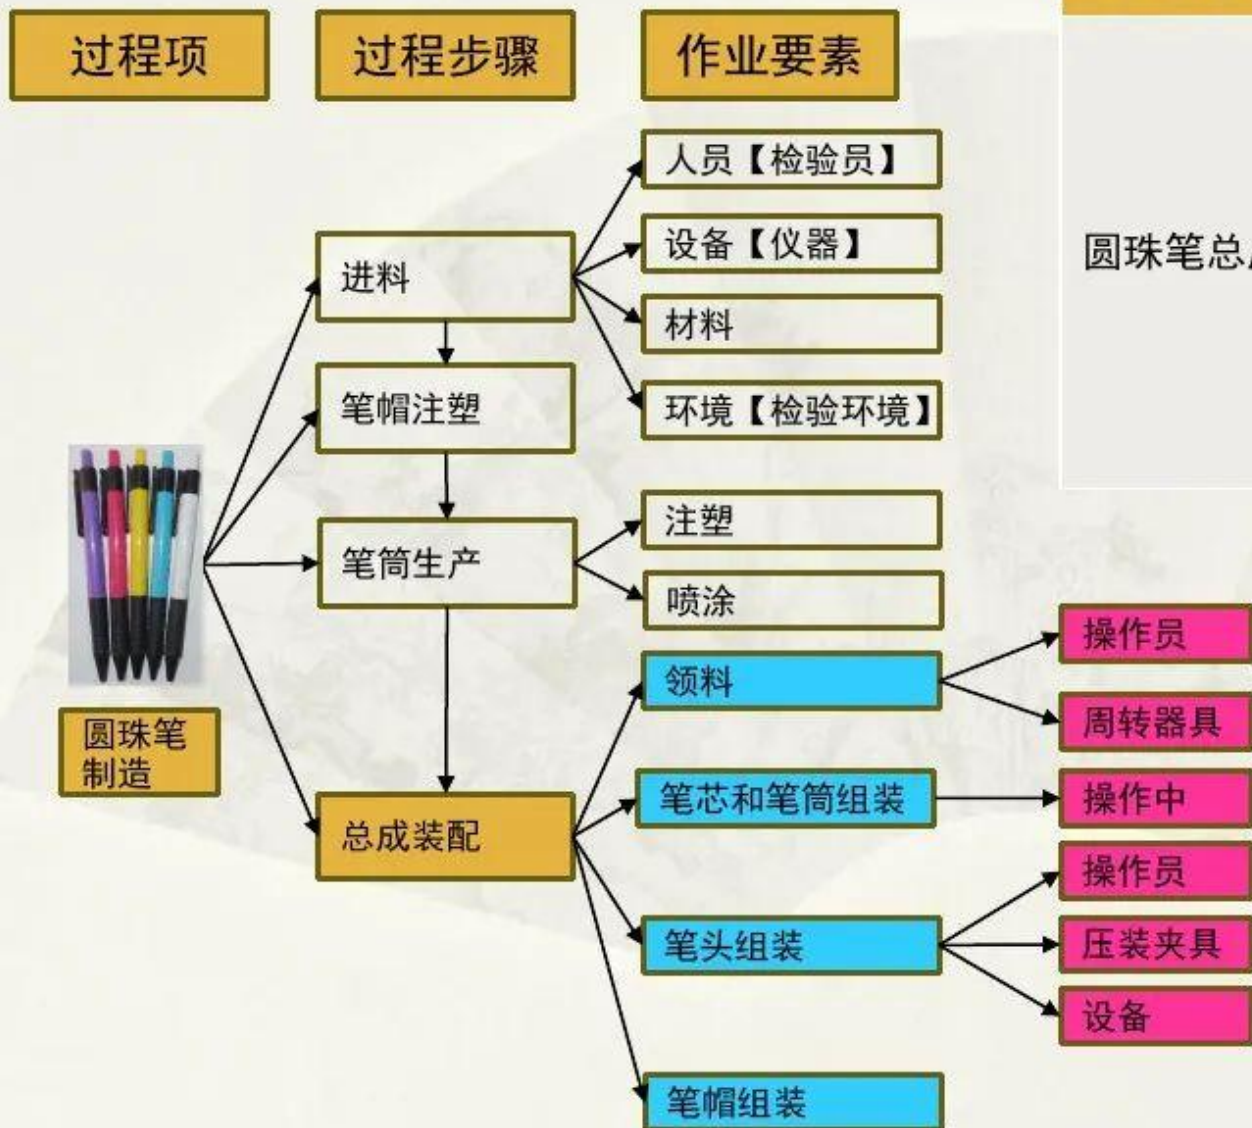 过程项
过程步骤
作业要素
人员【检验员】
设备【仪器】
进料
材料
环境【检验环境】
圆珠笔总
笔帽注塑
注塑
笔筒生产
喷涂
领料
操作员
周转器具
圆珠笔
制造
笔芯和笔筒组装
操作中
总成装配
操作员
笔头组装
压装夹具
设备
笔帽组装